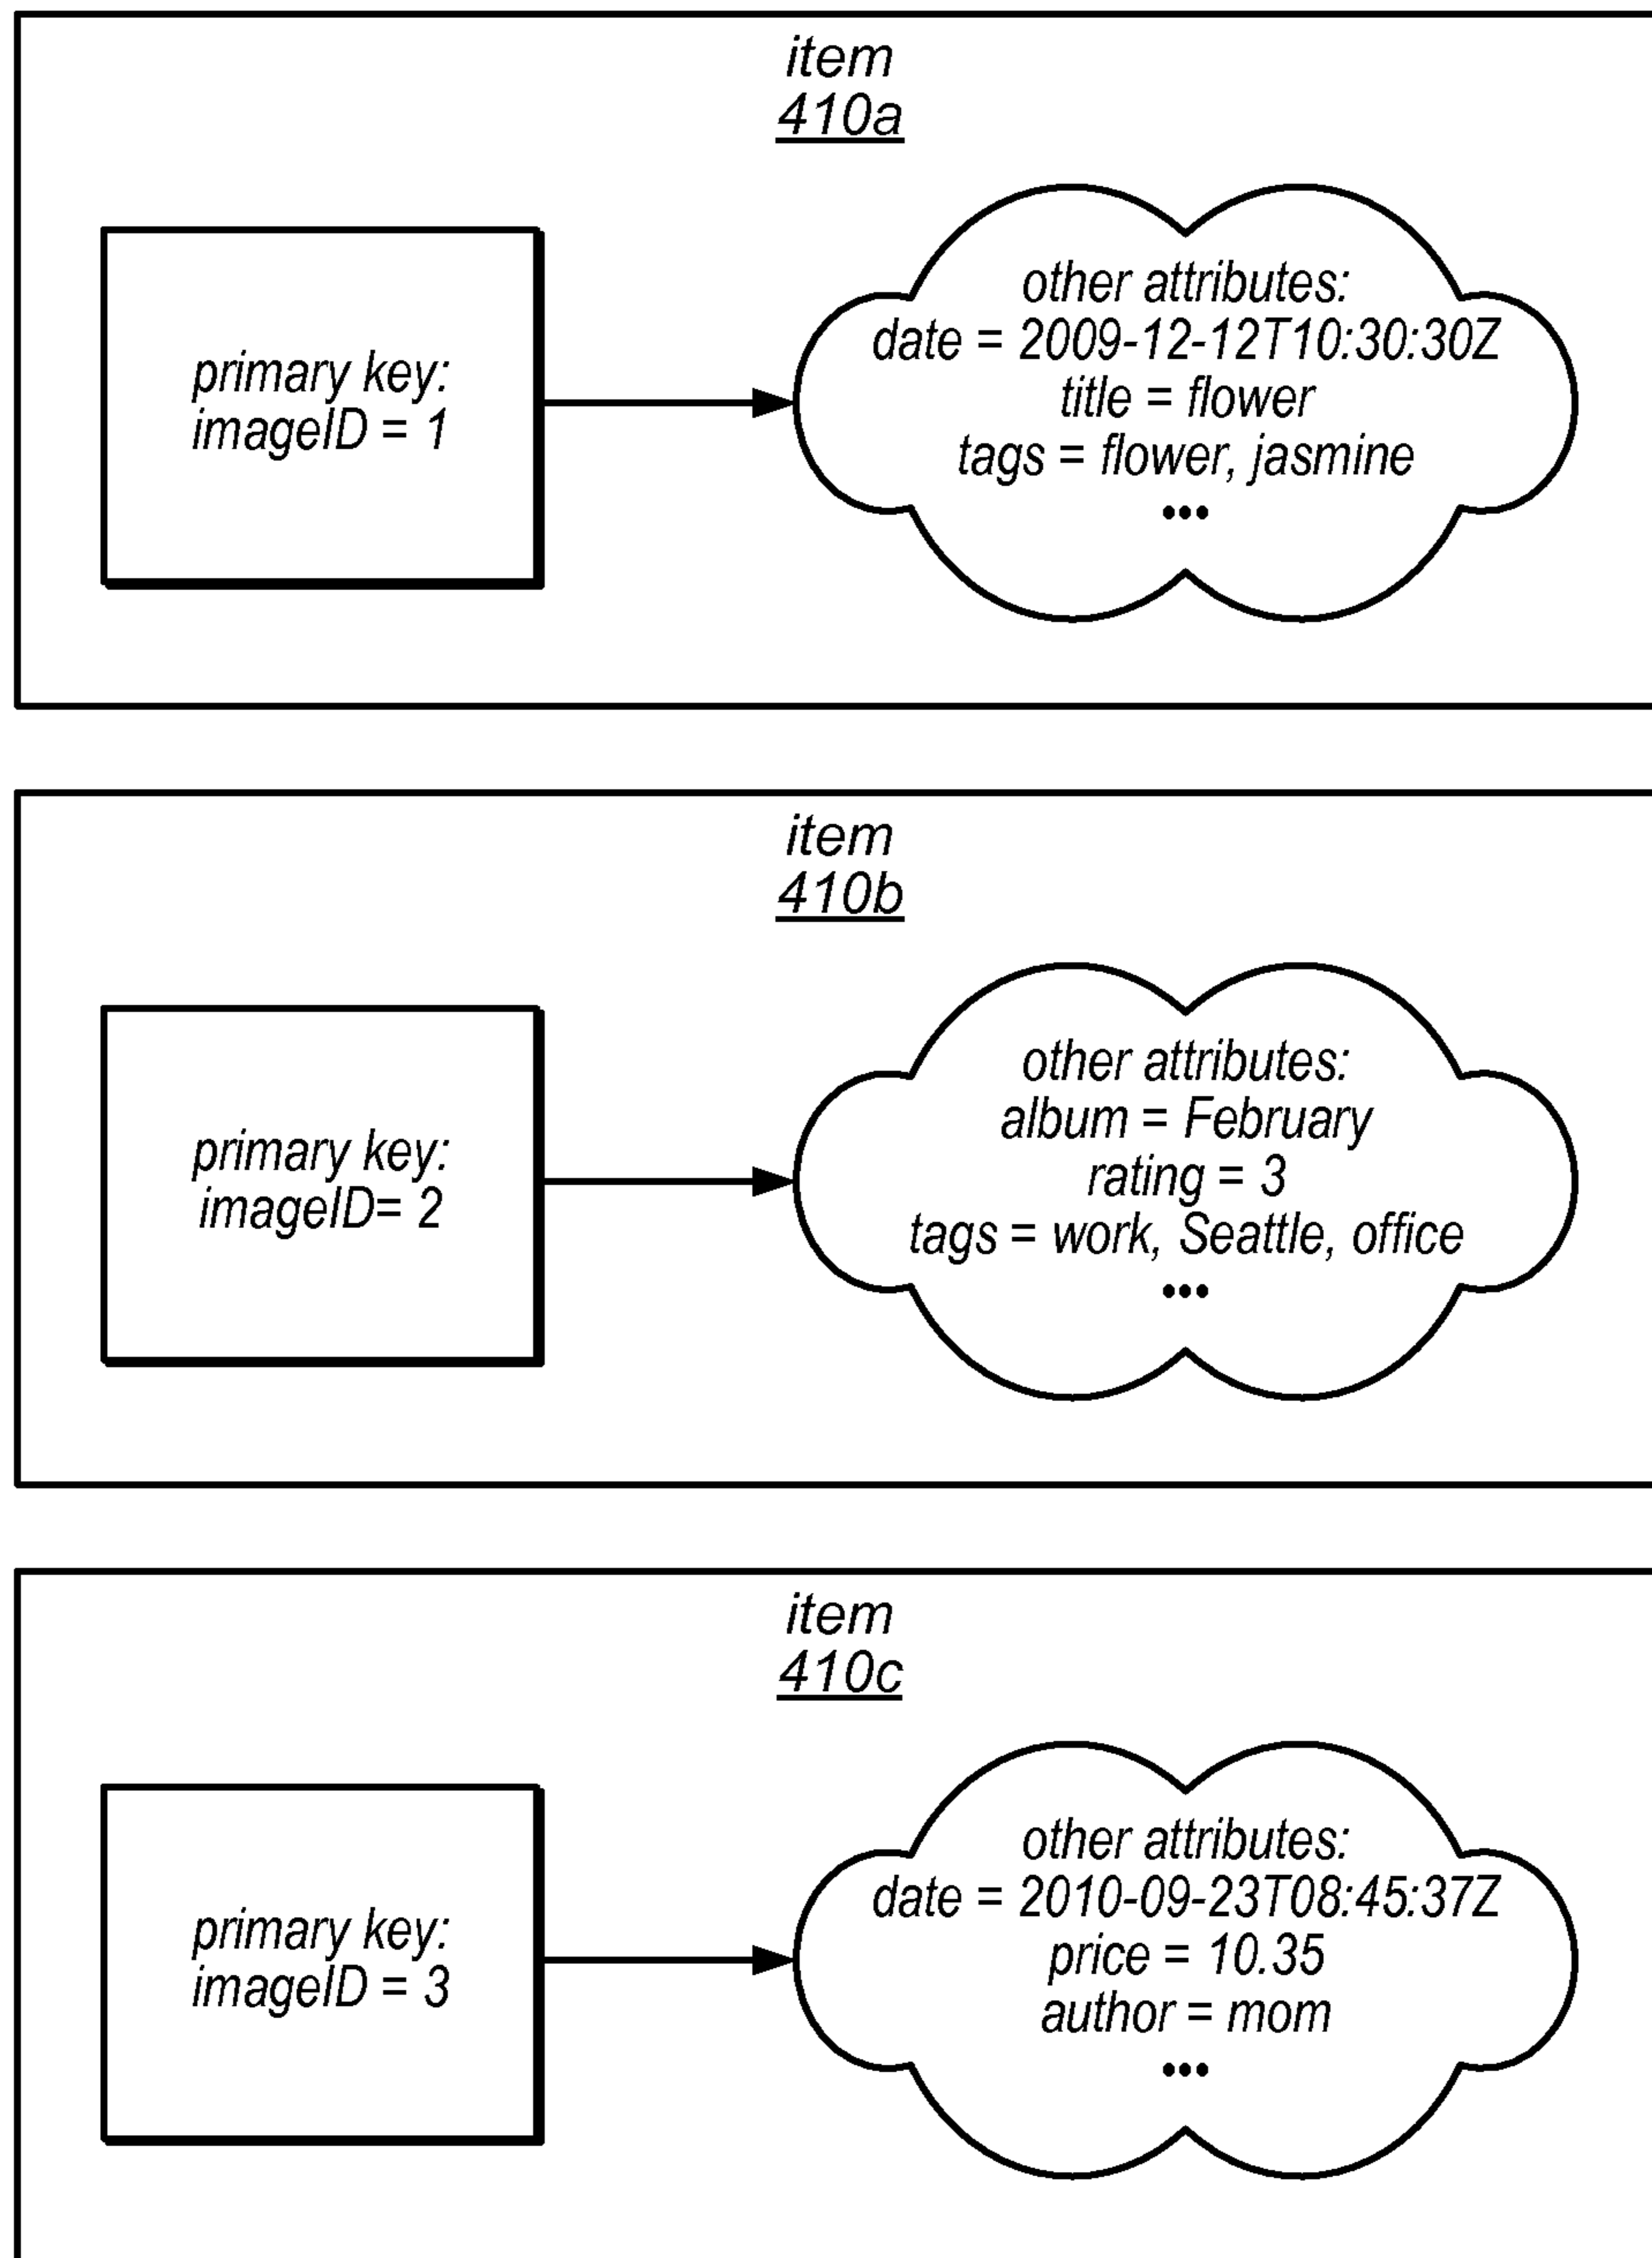 item
410a
primary key:
imageID = 1
other attributes:
date = 2009-12-12T10:30:30Z
title = flower
tags = flower, jasmine
•••
item
410b
primary key:
imageID= 2
other attributes:
album = February
rating = 3
tags = work, Seattle, office
•••
item
410c
primary key:
imageID = 3
other attributes:
date = 2010-09-23T08:45:37Z
price = 10.35
author = mom
•••